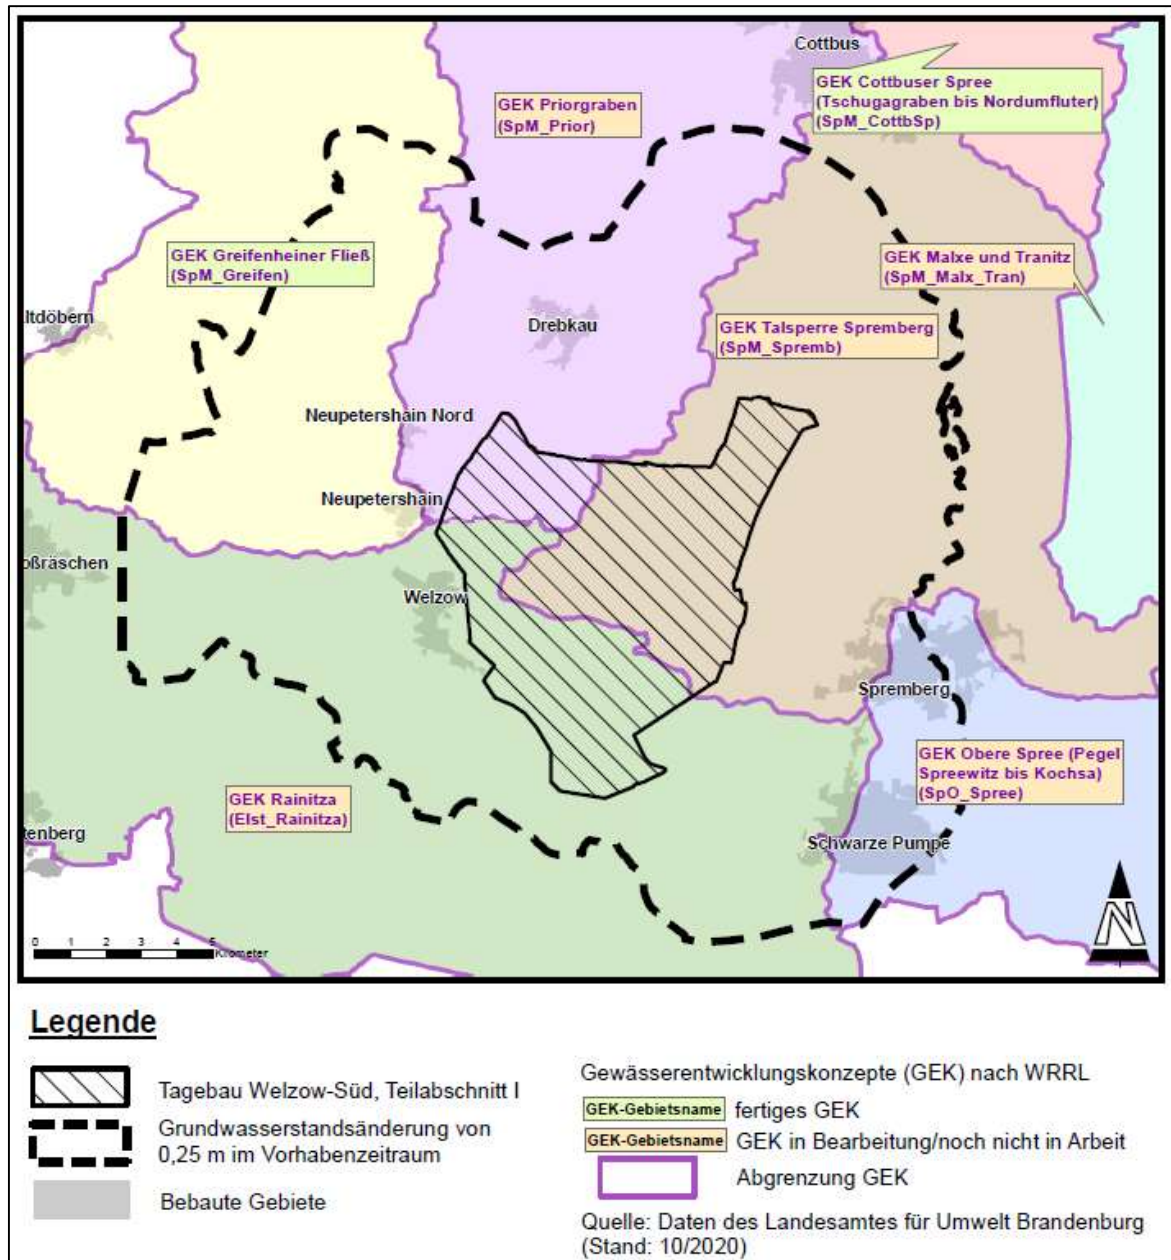 Cottbus
GEK Priorgraben
(SpM_Prior)
GEK Cottbuser Spree
(Tschugagraben bis Nordumfluter)
(SpM_CottbSp)
GEK Greifenheiner Fließ
(SpM_Greifen)
GEK Malxe und Tranitz
(SpM_Malx_Tran)
ltdöbern
Drebkau
GEK Talsperre Spremberg
(SpM_Spremb)
Neupetershain Nord
Neupetershain
oßräschen
Welzow
Spremberg
GEK Obere Spree (Pegel
Spreewitz bis Kochsa)
(SpO_Spree)
GEK Rainitza
(Elst_Rainitza)
tenberg
Schwarze Pumpe
N
0 1 2 3 4 5
Kilometer
Legende
Tagebau Welzow-Süd, Teilabschnitt I
Grundwasserstandsänderung von
0,25 m im Vorhabenzeitraum
Bebaute Gebiete
Gewässerentwicklungskonzepte (GEK) nach WRRL
GEK-Gebietsname fertiges GEK
GEK-Gebietsname GEK in Bearbeitung/noch nicht in Arbeit
Abgrenzung GEK
Quelle: Daten des Landesamtes für Umwelt Brandenburg
(Stand: 10/2020)